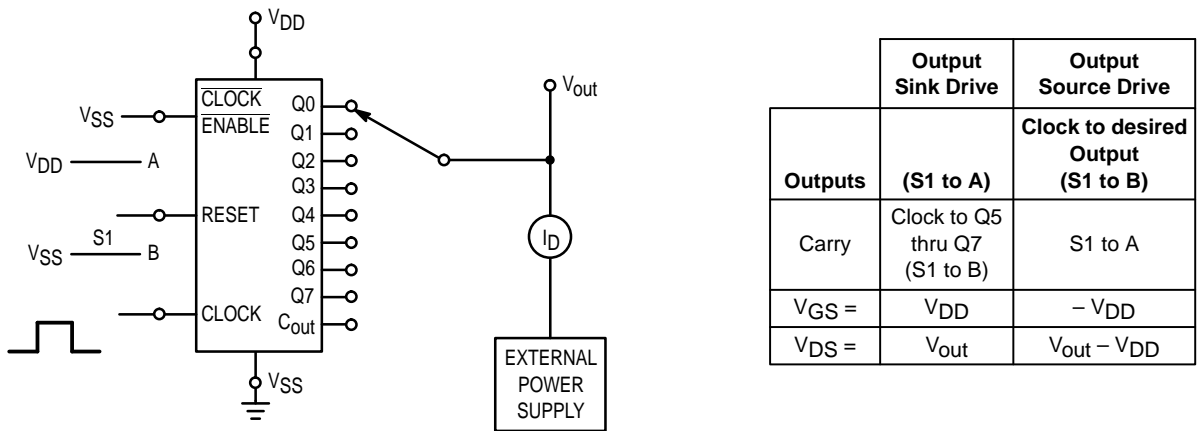 VDD
CLOCK
ENABLE
VSS
VDD
A
RESET
S1
VSS
B
CLOCK
Q0
Q1
Q2
Q3
Q4
Q5
Q6
Q7
Cout
VSS
Vout
ID
EXTERNAL
POWER
SUPPLY
Output
Sink Drive
Output
Source Drive
Outputs
(S1 to A)
Clock to desired
Output
(S1 to B)
Carry
Clock to Q5
thru Q7
(S1 to B)
S1 to A
VGS =
VDD
– VDD
VDS =
Vout
Vout – VDD